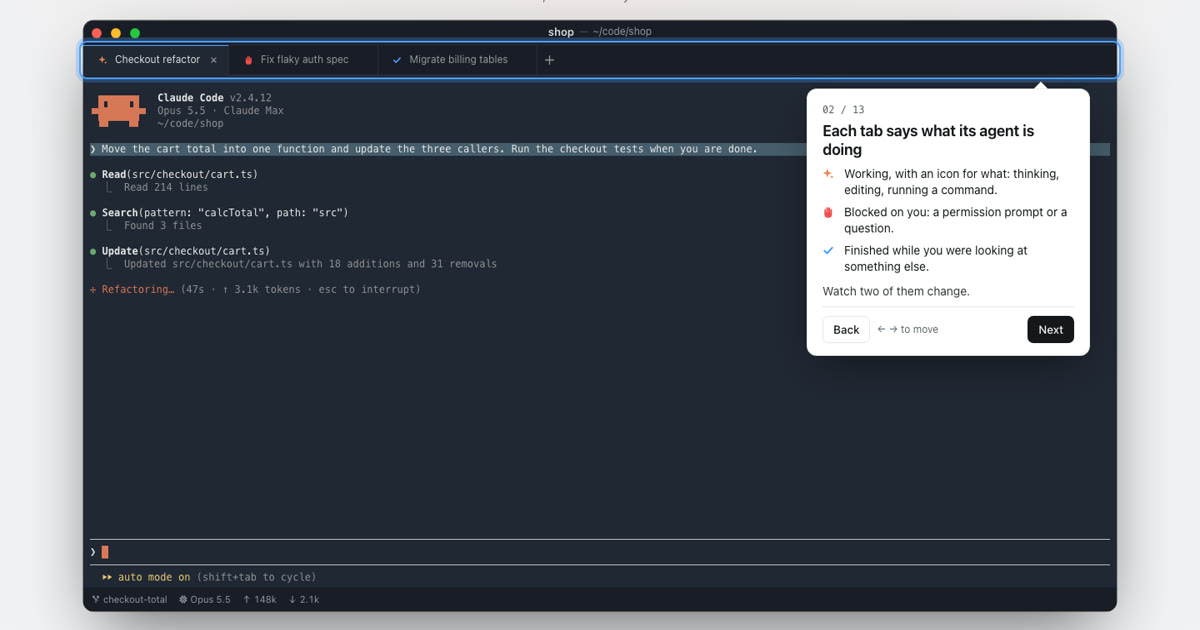 shop — ~/code/shop
Checkout refactor ×
Fix flaky auth spec
Migrate billing tables
+
Claude Code v2.4.12
Opus 5.5 · Claude Max
~/code/shop
❯ Move the cart total into one function and update the three callers. Run the checkout tests when you are done.
● Read(src/checkout/cart.ts)
⎿ Read 214 lines
● Search(pattern: "calcTotal", path: "src")
⎿ Found 3 files
● Update(src/checkout/cart.ts)
⎿ Updated src/checkout/cart.ts with 18 additions and 31 removals
+ Refactoring… (47s · ↑ 3.1k tokens · esc to interrupt)
02 / 13
Each tab says what its agent is
doing
Working, with an icon for what: thinking,
editing, running a command.
Blocked on you: a permission prompt or a
question.
Finished while you were looking at
something else.
Watch two of them change.
Back ← → to move Next
❯
⏵⏵ auto mode on (shift+tab to cycle)
checkout-total Opus 5.5 ↑ 148k ↓ 2.1k